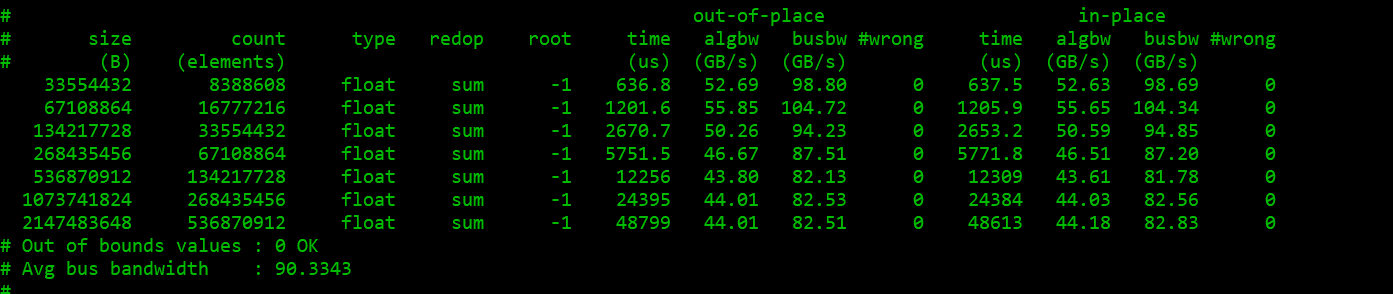 # out-of-place in-place
# size count type redop root time algbw busbw #wrong time algbw busbw #wrong
# (B) (elements) (us) (GB/s) (GB/s) (us) (GB/s) (GB/s)
33554432 8388608 float sum -1 636.8 52.69 98.80 0 637.5 52.63 98.69 0
67108864 16777216 float sum -1 1201.6 55.85 104.72 0 1205.9 55.65 104.34 0
134217728 33554432 float sum -1 2670.7 50.26 94.23 0 2653.2 50.59 94.85 0
268435456 67108864 float sum -1 5751.5 46.67 87.51 0 5771.8 46.51 87.20 0
536870912 134217728 float sum -1 12256 43.80 82.13 0 12309 43.61 81.78 0
1073741824 268435456 float sum -1 24395 44.01 82.53 0 24384 44.03 82.56 0
2147483648 536870912 float sum -1 48799 44.01 82.51 0 48613 44.18 82.83 0
# Out of bounds values : 0 OK
# Avg bus bandwidth : 90.3343
#